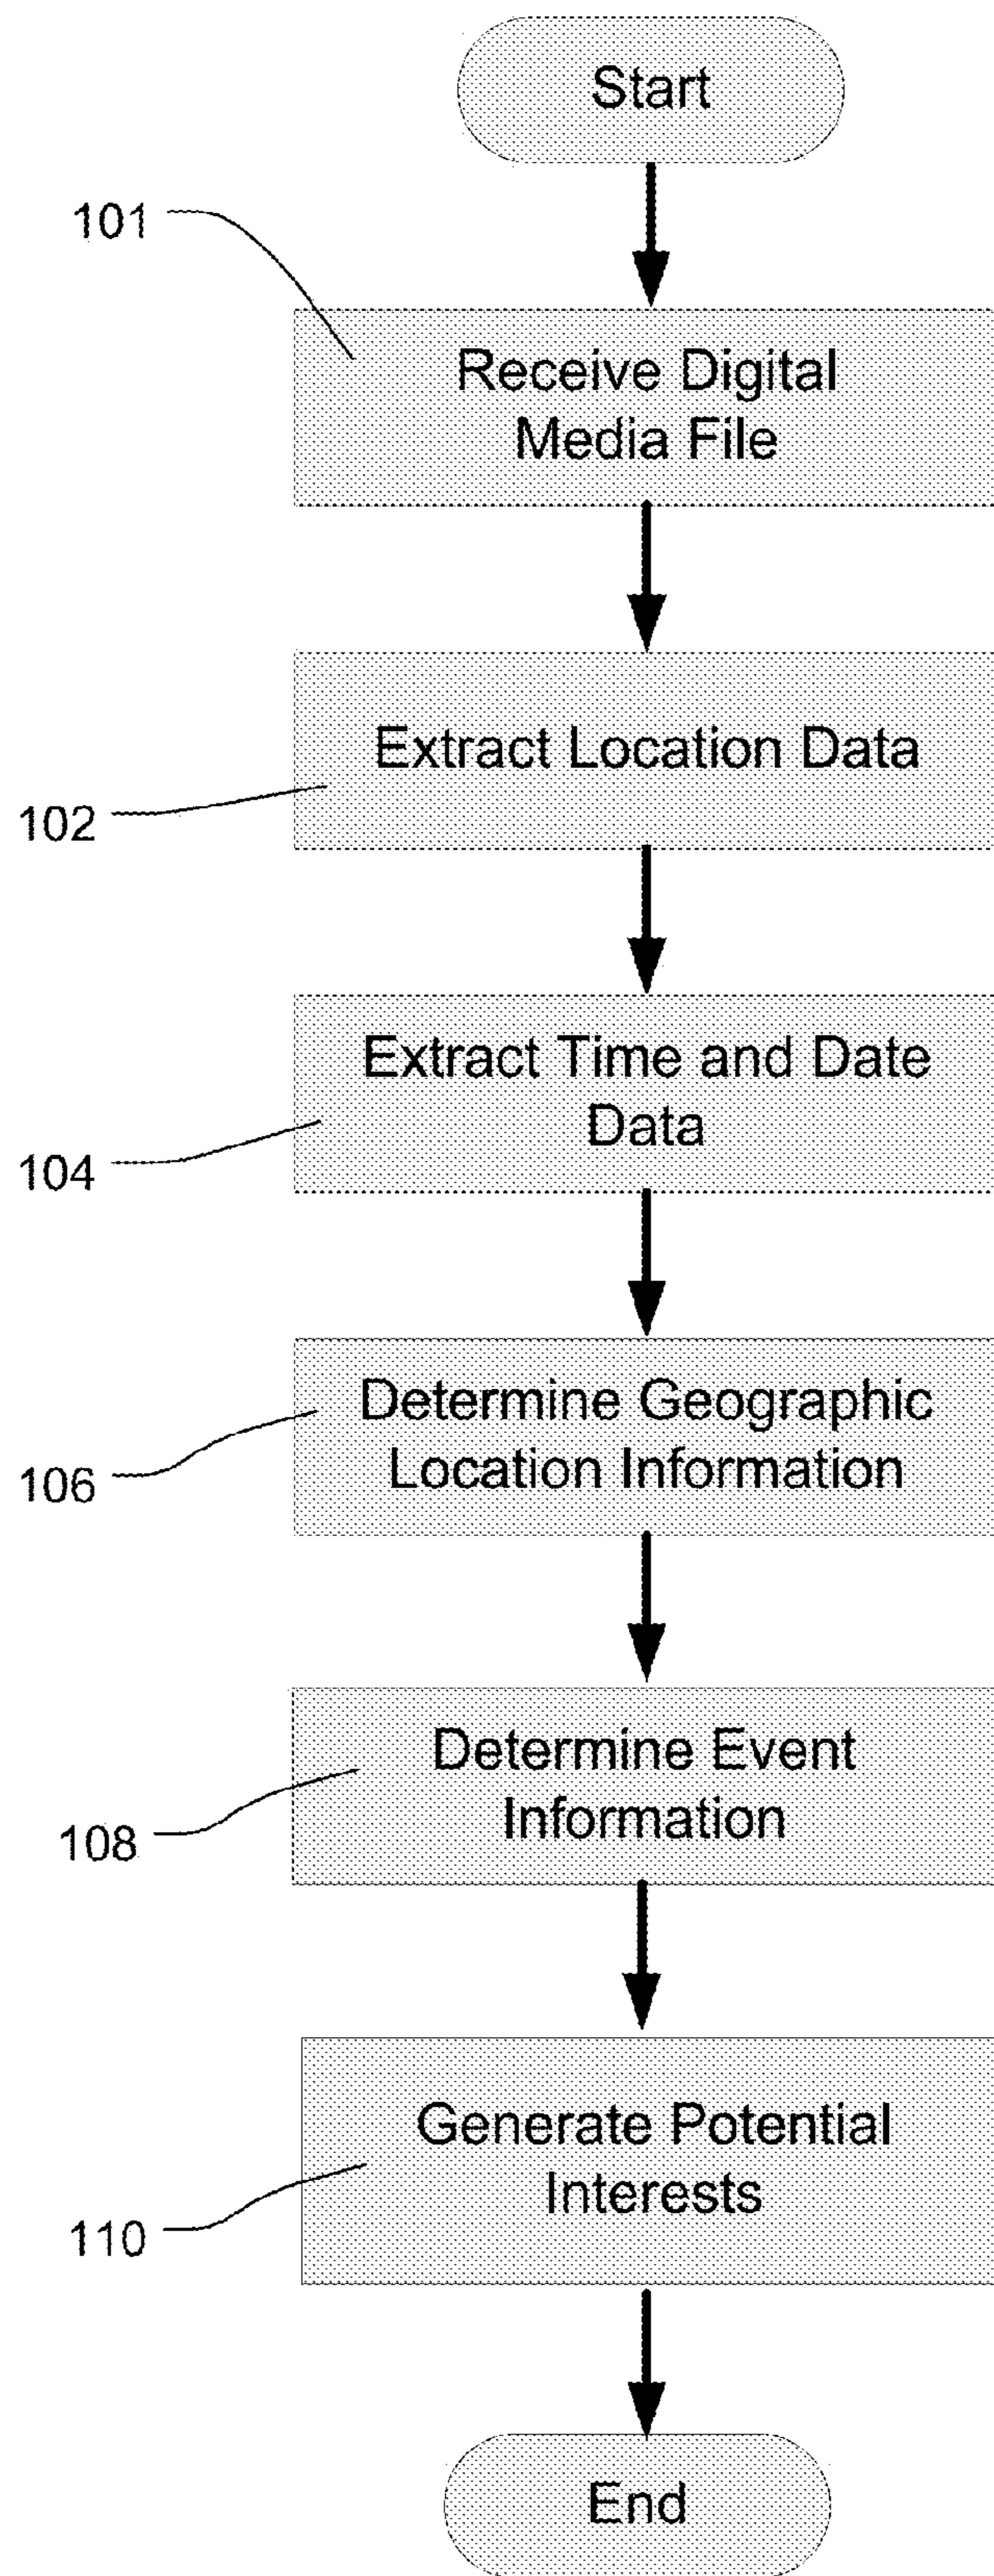 Start
101
Receive Digital
Media File
Extract Location Data
102
Extract Time and Date
Data
104
Determine Geographic
Location Information
106
Determine Event
Information
108
Generate Potential
Interests
110
End